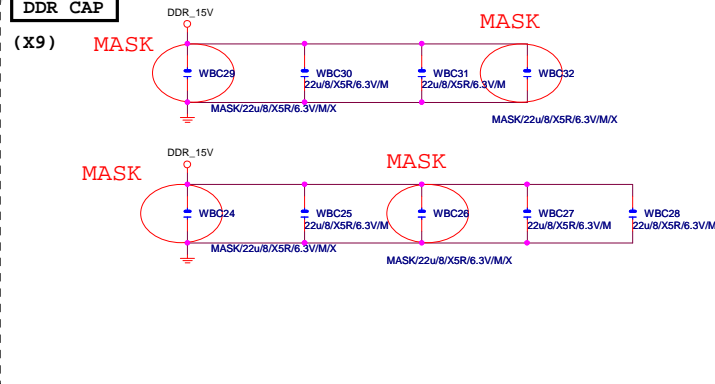 DDR CAP
(X9)
DDR_15V
MASK
MASK
WBC29
WBC30
22u/8/X5R/6.3V/M
WBC31
22u/8/X5R/6.3V/M
WBC32
MASK/22u/8/X5R/6.3V/M/X
MASK/22u/8/X5R/6.3V/M/X
DDR_15V
MASK
MASK
WBC24
WBC25
22u/8/X5R/6.3V/M
WBC26
WBC27
22u/8/X5R/6.3V/M
WBC28
22u/8/X5R/6.3V/M
MASK/22u/8/X5R/6.3V/M/X
MASK/22u/8/X5R/6.3V/M/X